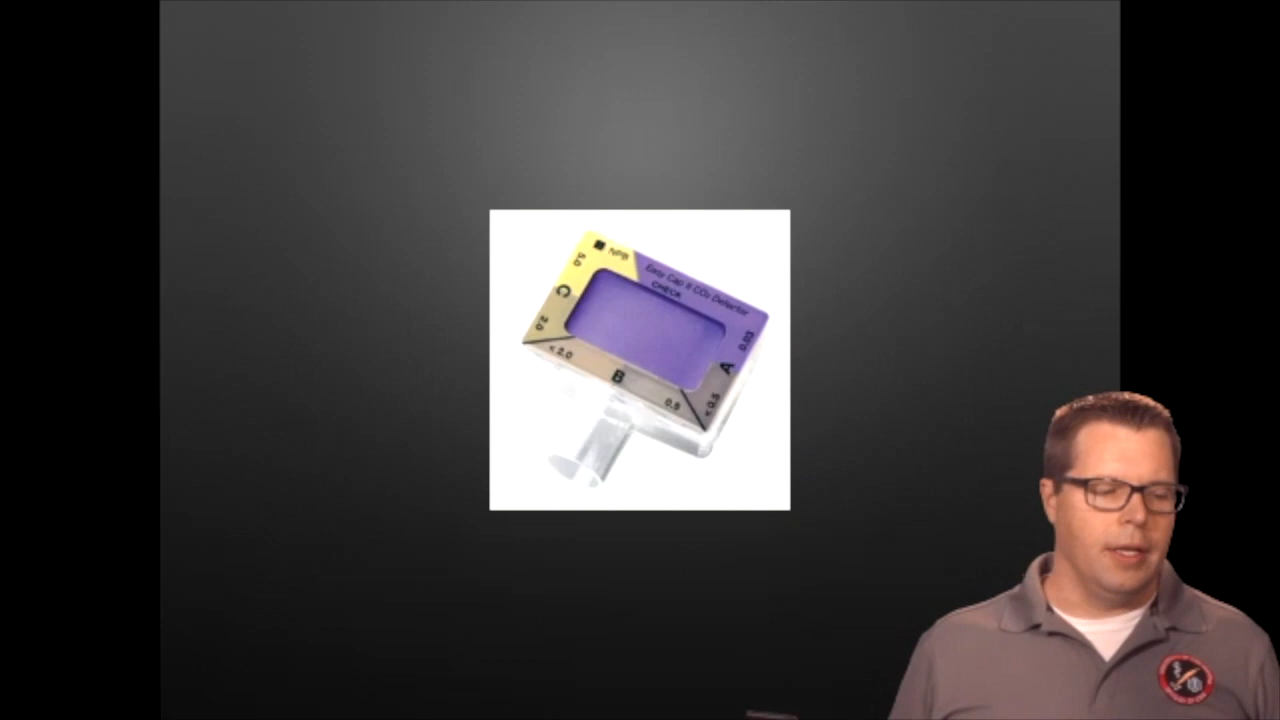 NPB
Easy Cap II CO₂ Detector
CHECK
5.0
C
2.0
0.03
A
< 0.5
< 2.0
B
0.5